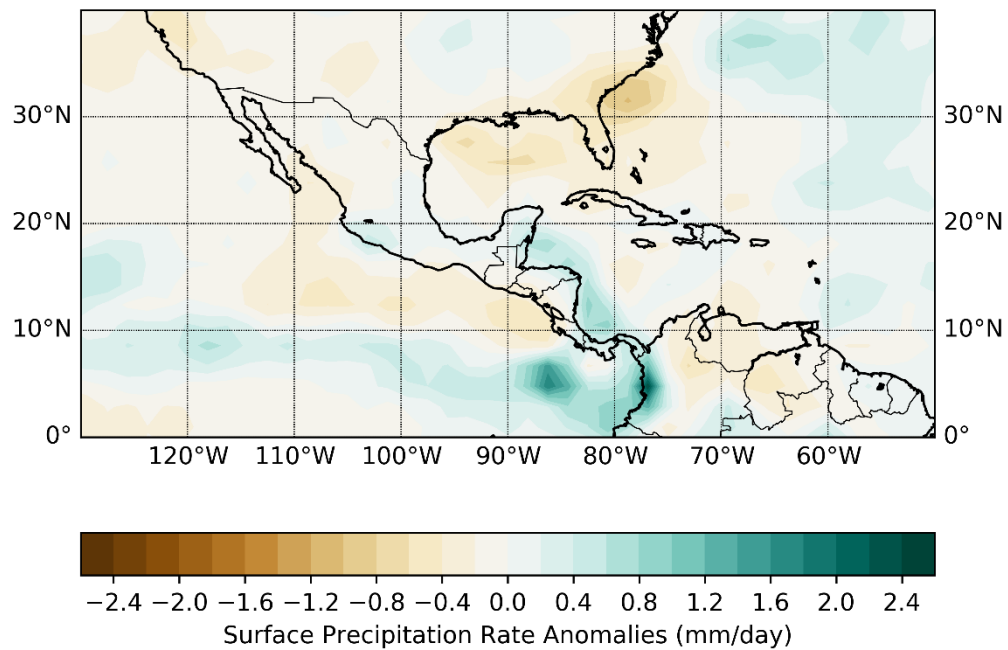 30°N 30°N
20°N 20°N
10°N 10°N
0° 0°
120°W 110°W 100°W 90°W 80°W 70°W 60°W
−2.4 −2.0 −1.6 −1.2 −0.8 −0.4 0.0 0.4 0.8 1.2 1.6 2.0 2.4
Surface Precipitation Rate Anomalies (mm/day)